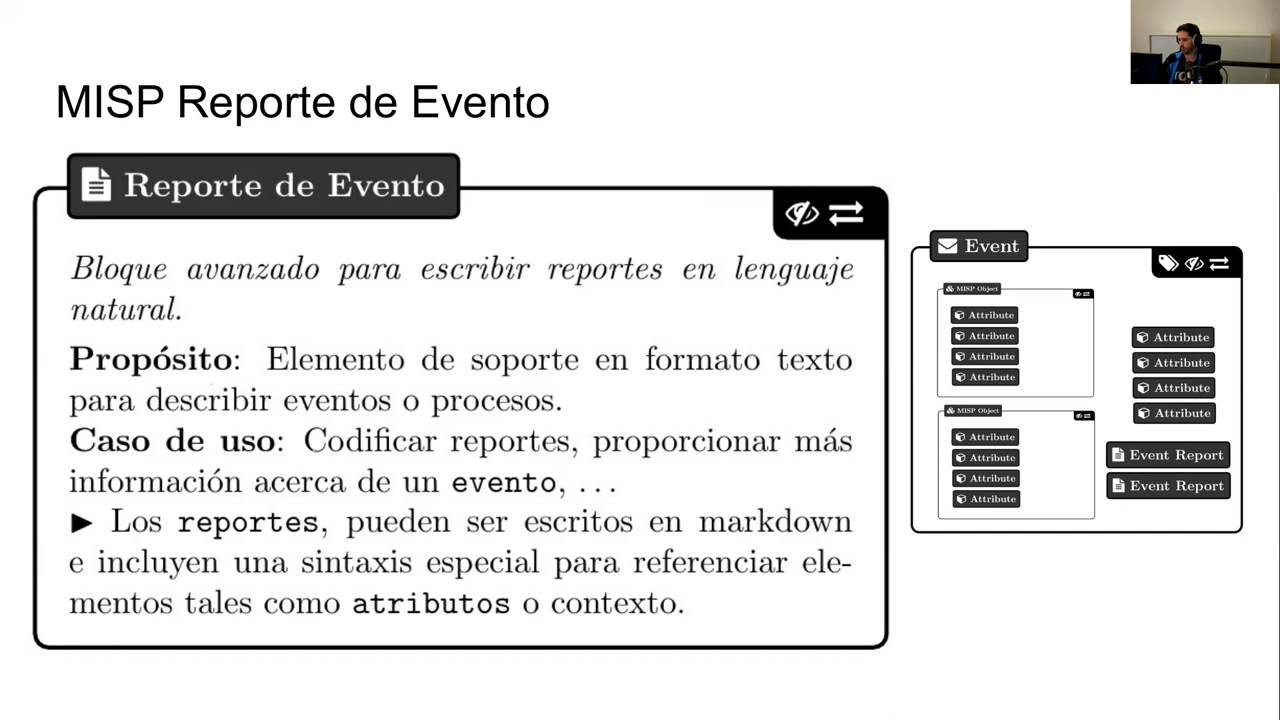 MISP Reporte de Evento
Reporte de Evento
Bloque avanzado para escribir reportes en lenguaje
natural.
Propósito: Elemento de soporte en formato texto
para describir eventos o procesos.
Caso de uso: Codificar reportes, proporcionar más
información acerca de un evento, ...
► Los reportes, pueden ser escritos en markdown
e incluyen una sintaxis especial para referenciar ele-
mentos tales como atributos o contexto.
Event
MISP Object
Attribute
Attribute
Attribute
Attribute
MISP Object
Attribute
Attribute
Attribute
Attribute
Attribute
Attribute
Attribute
Attribute
Event Report
Event Report